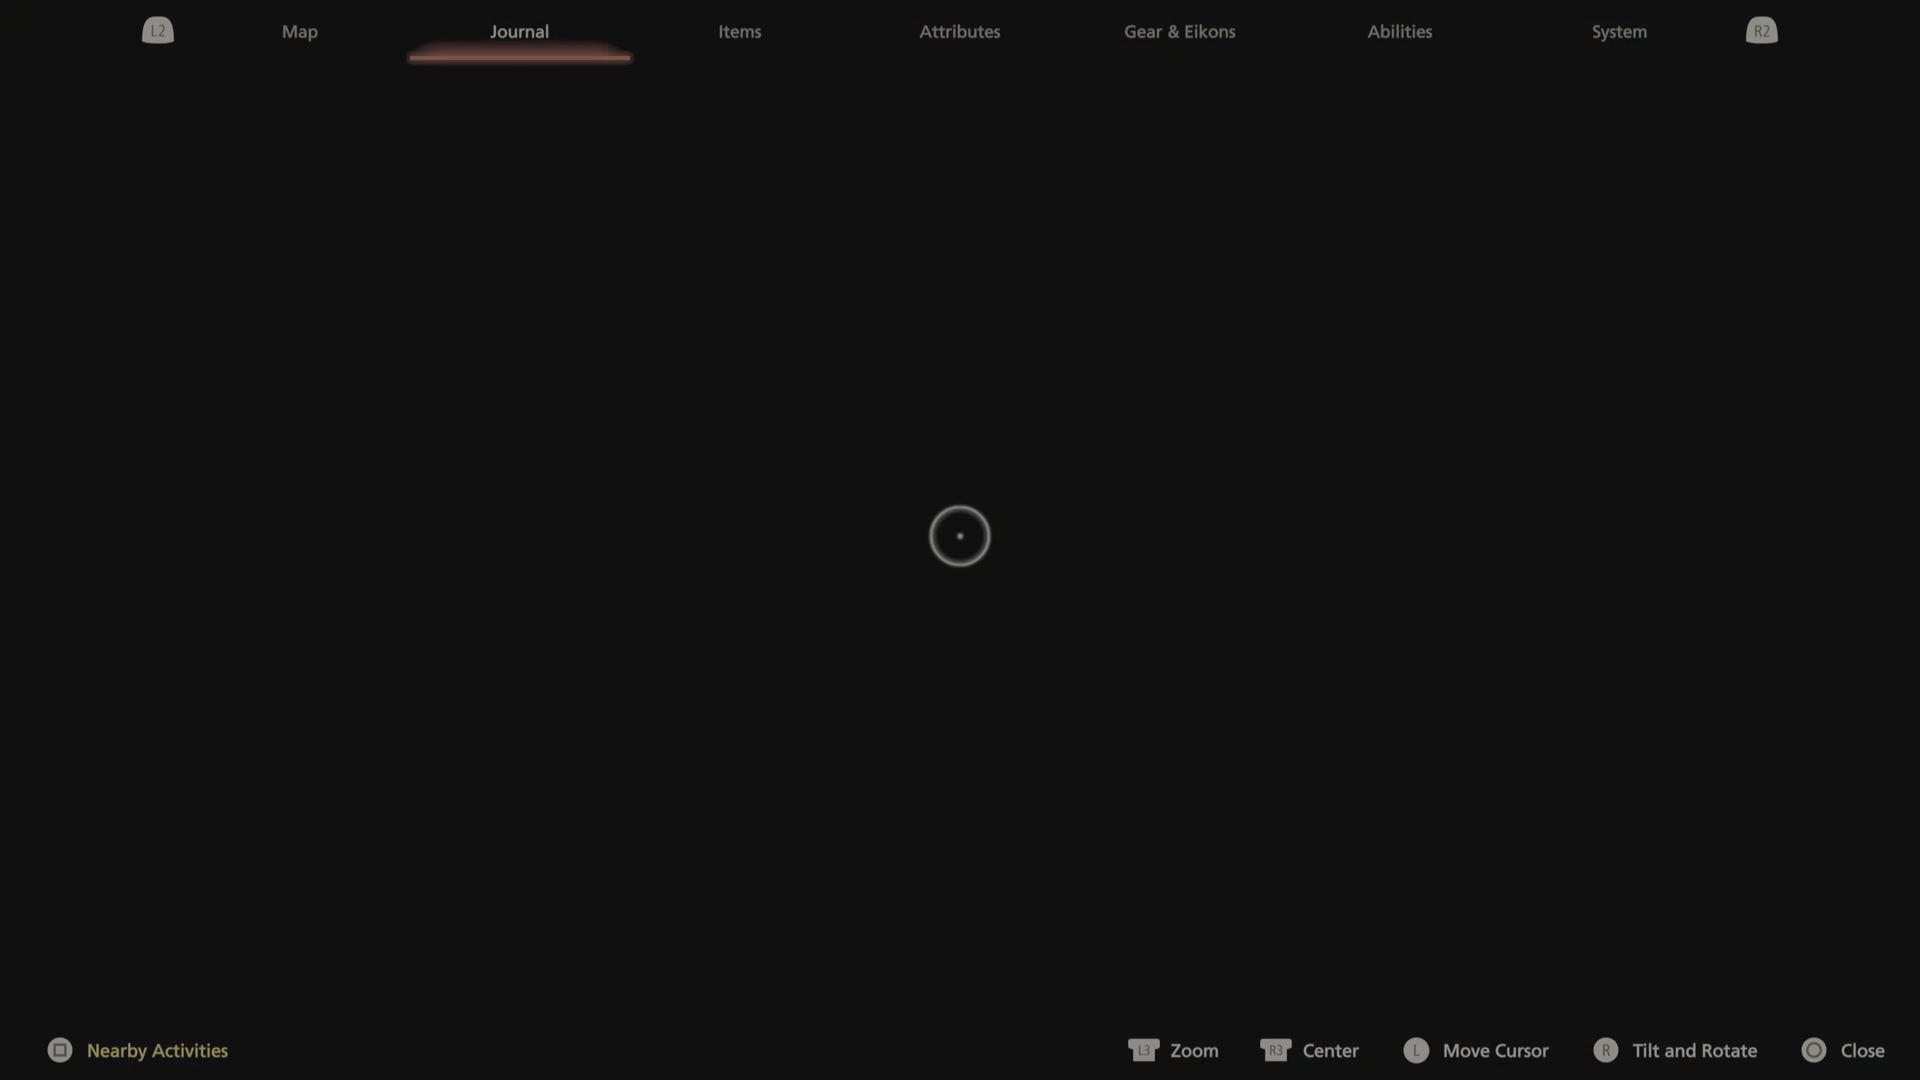 L2 Map Journal Items Attributes Gear & Eikons Abilities System R2
Nearby Activities L3 Zoom R3 Center L Move Cursor R Tilt and Rotate Close